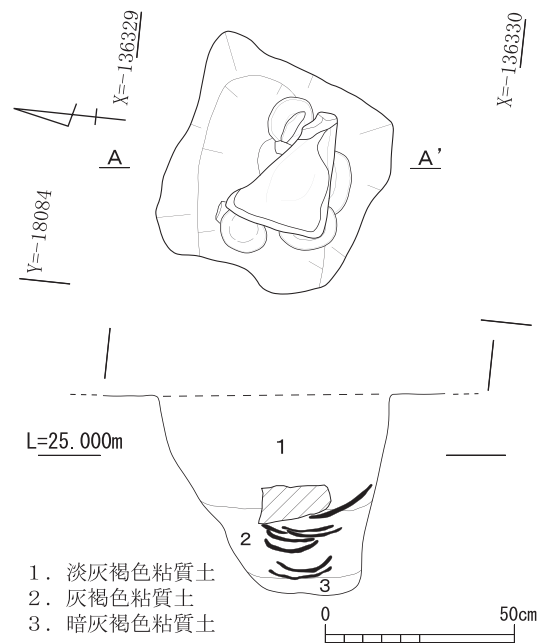 X=-136329
X=-136330
A
A'
Y=-18084
L=25.000m
1
2
3
1．淡灰褐色粘質土
2．灰褐色粘質土
3．暗灰褐色粘質土
0
50cm